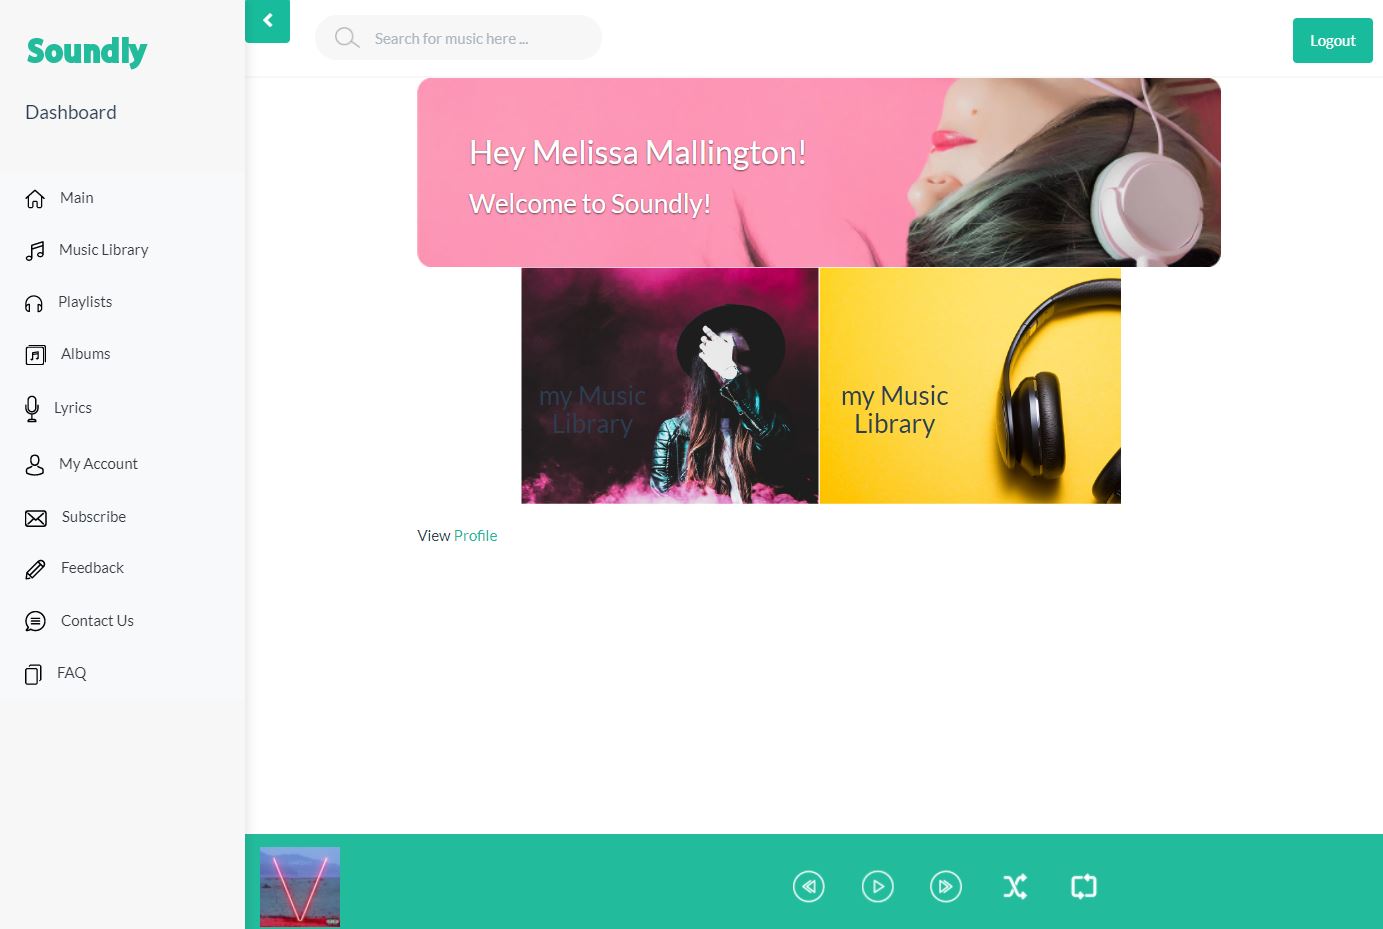 Soundly
Dashboard
Main
Music Library
Playlists
Albums
Lyrics
My Account
Subscribe
Feedback
Contact Us
FAQ
Search for music here ...
Logout
Hey Melissa Mallington!
Welcome to Soundly!
my Music
Library
my Music
Library
View Profile